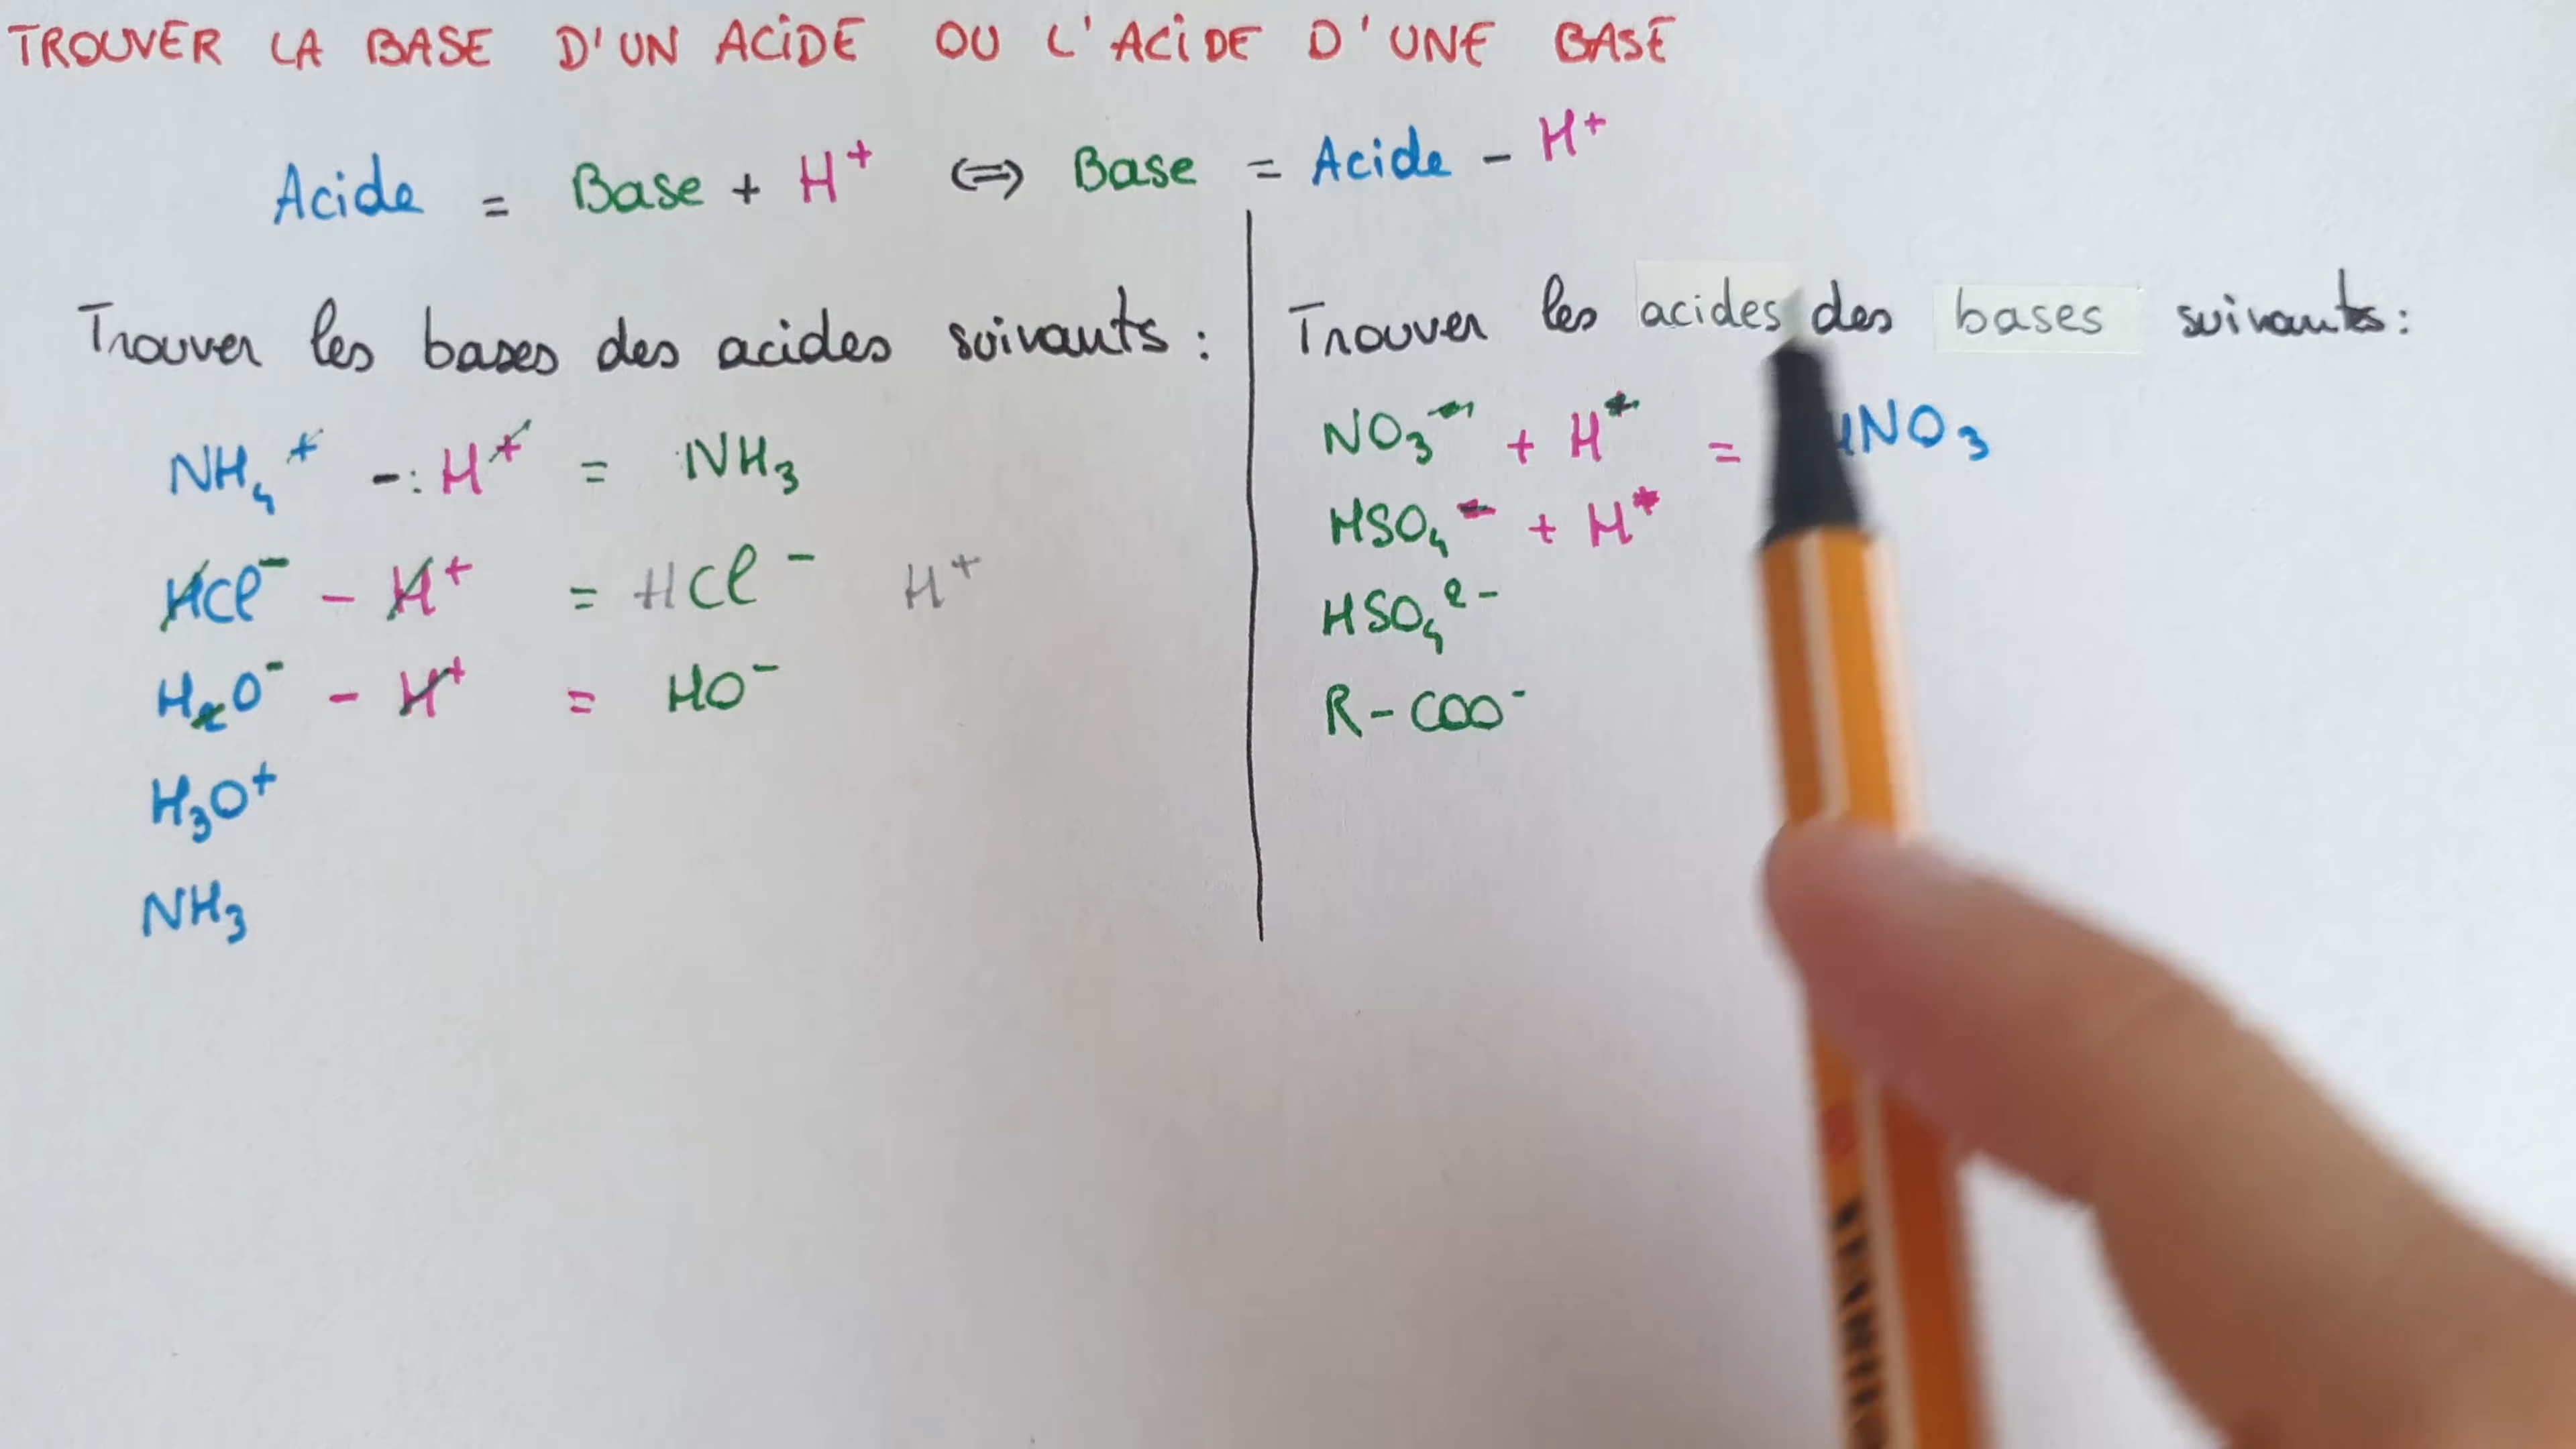 TROUVER LA BASE D'UN ACIDE OU L'ACIDE D'UNE BASE
Acide = Base + H⁺ ⇔ Base = Acide - H⁺
Trouver les bases des acides suivants :
NH₄⁺ - : H⁺ = NH₃
HCl⁻ - H⁺ = HCl⁻ H⁺
H₂O⁻ - H⁺ = HO⁻
H₃O⁺
NH₃
Trouver les acides des bases suivants :
NO₃⁻ + H⁺ = HNO₃
HSO₄⁻ + H⁺
HSO₄²⁻
R-COO⁻